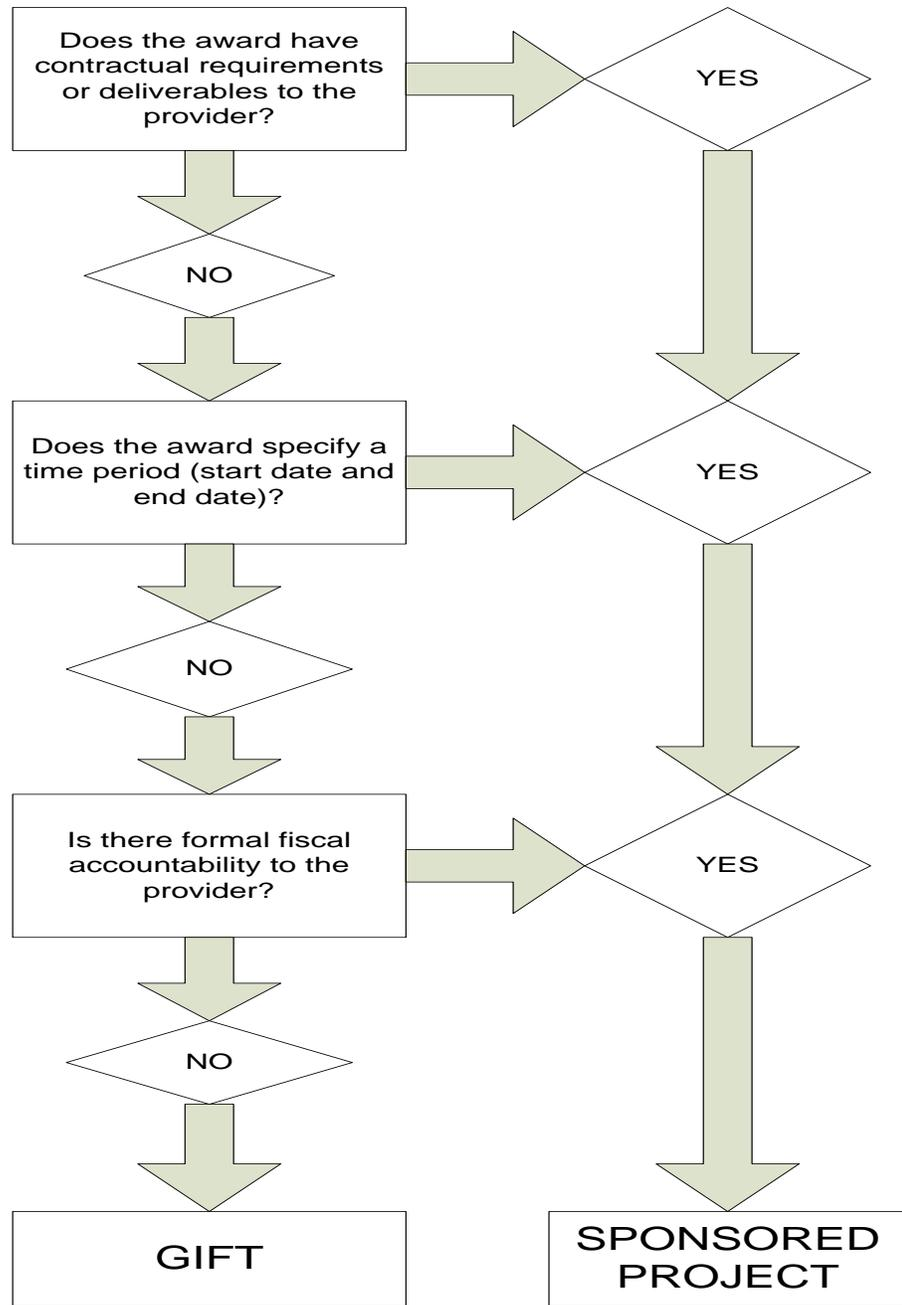 Does the award have
contractual requirements
or deliverables to the
provider?
YES
NO
Does the award specify a
time period (start date and
end date)?
YES
NO
Is there formal fiscal
accountability to the
provider?
YES
NO
GIFT
SPONSORED
PROJECT